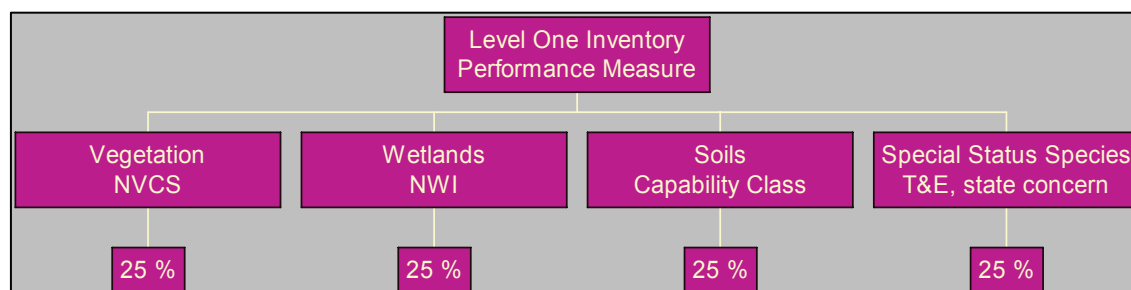 Level One Inventory
Performance Measure
Vegetation
NVCS
Wetlands
NWI
Soils
Capability Class
Special Status Species
T&E, state concern
25 %
25 %
25 %
25 %